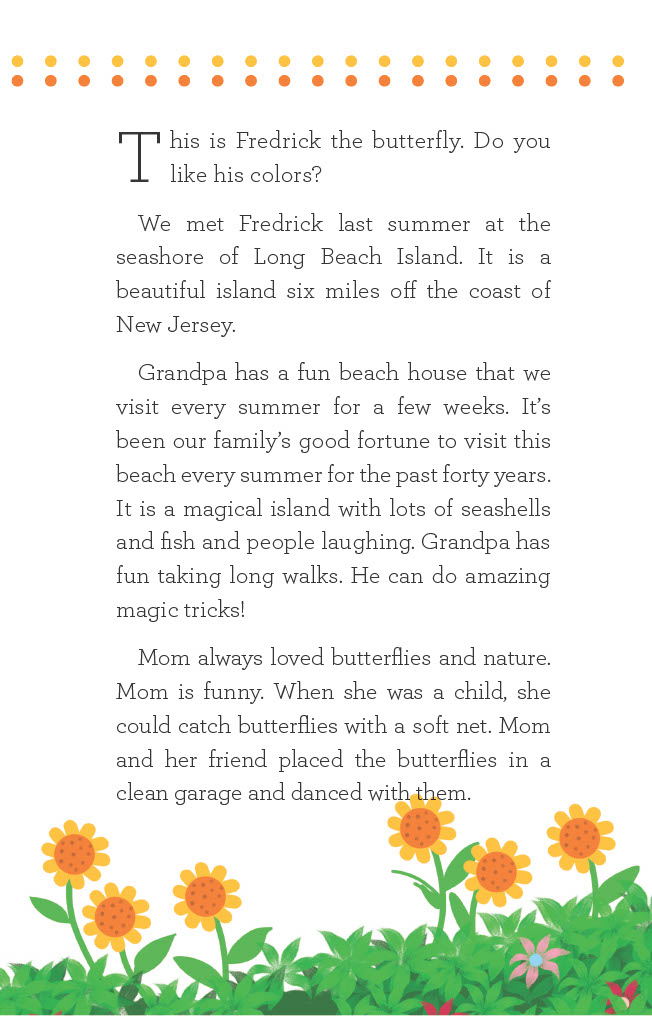 This is Fredrick the butterfly. Do you
like his colors?
We met Fredrick last summer at the
seashore of Long Beach Island. It is a
beautiful island six miles off the coast of
New Jersey.
Grandpa has a fun beach house that we
visit every summer for a few weeks. It’s
been our family’s good fortune to visit this
beach every summer for the past forty years.
It is a magical island with lots of seashells
and fish and people laughing. Grandpa has
fun taking long walks. He can do amazing
magic tricks!
Mom always loved butterflies and nature.
Mom is funny. When she was a child, she
could catch butterflies with a soft net. Mom
and her friend placed the butterflies in a
clean garage and danced with them.